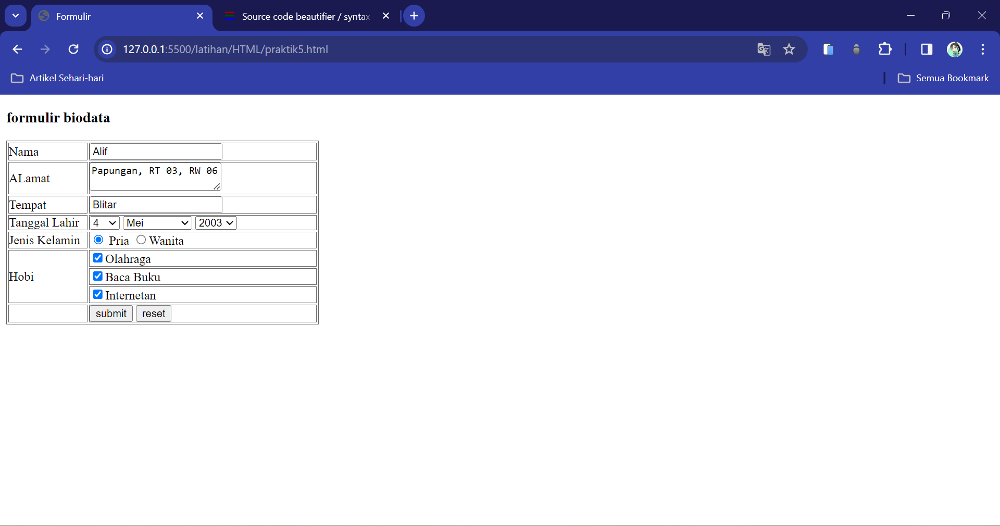 Formulir
Source code beautifier / syntax
127.0.0.1:5500/latihan/HTML/praktik5.html
Artikel Sehari-hari
Semua Bookmark
formulir biodata
Nama Alif
ALamat Papungan, RT 03, RW 06
Tempat Blitar
Tanggal Lahir 4 Mei 2003
Jenis Kelamin Pria Wanita
Olahraga
Hobi Baca Buku
Internetan
submit reset